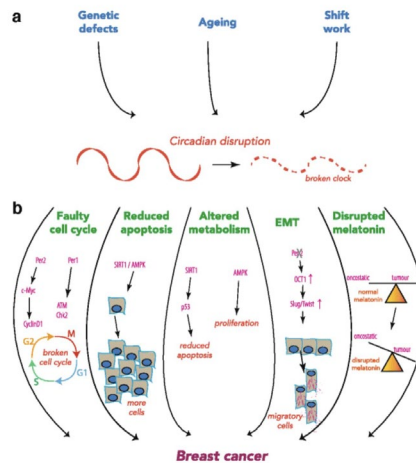 a
Genetic
defects
Ageing
Shift
work
Circadian disruption
broken clock
b
Faulty
cell cycle
Reduced
apoptosis
Altered
metabolism
EMT
Disrupted
melatonin
Per2
Per1
c-Myc
ATM
Chk2
CyclinD1
G2
M
broken
cell cycle
S
G1
SIRT1 / AMPK
more
cells
SIRT1
AMPK
p53
proliferation
reduced
apoptosis
OCT1 ↑
Slug/Twist ↑
migratory
cells
oncostatic
tumour
normal
melatonin
oncostatic
tumour
disrupted
melatonin
Breast cancer